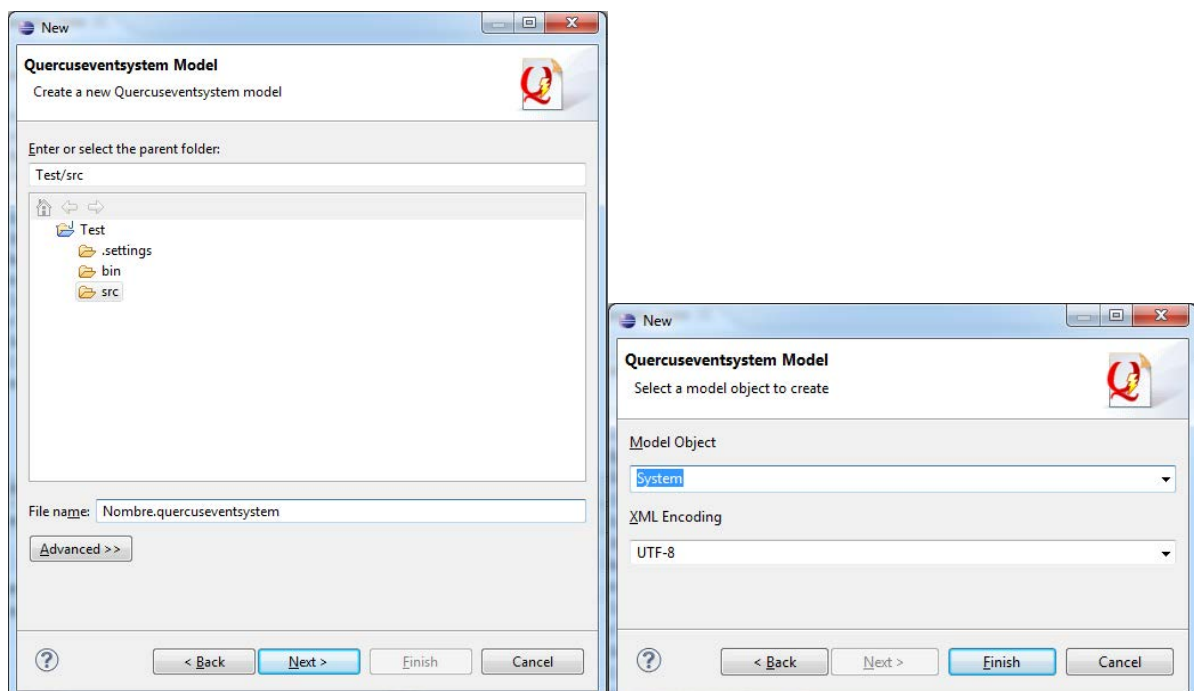 New
Quercuseventsystem Model
Create a new Quercuseventsystem model
Enter or select the parent folder:
Test/src
Test
.settings
bin
src
File name: Nombre.quercuseventsystem
Advanced >>
< Back Next > Finish Cancel
New
Quercuseventsystem Model
Select a model object to create
Model Object
System
XML Encoding
UTF-8
< Back Next > Finish Cancel